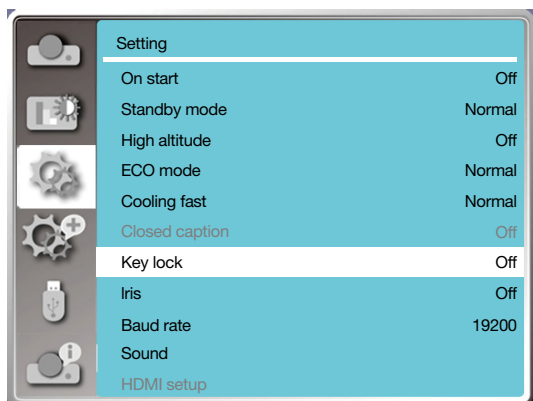 Setting
On start Off
Standby mode Normal
High altitude Off
ECO mode Normal
Cooling fast Normal
Closed caption Off
Key lock Off
Iris Off
Baud rate 19200
Sound
HDMI setup